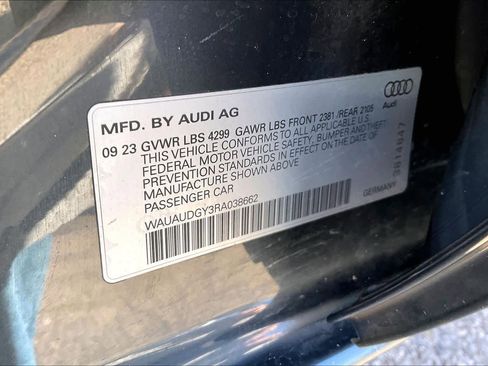 MFD. BY AUDI AG
Audi
09 23 GVWR LBS 4299 GAWR LBS FRONT 2381 /REAR 2105
THIS VEHICLE CONFORMS TO ALL APPLICABLE U.S.
FEDERAL MOTOR VEHICLE SAFETY, BUMPER AND THEFT
PREVENTION STANDARDS IN EFFECT ON THE DATE OF
MANUFACTURE SHOWN ABOVE
PASSENGER CAR
WAUAUDGY3RA038662
GERMANY
3614647